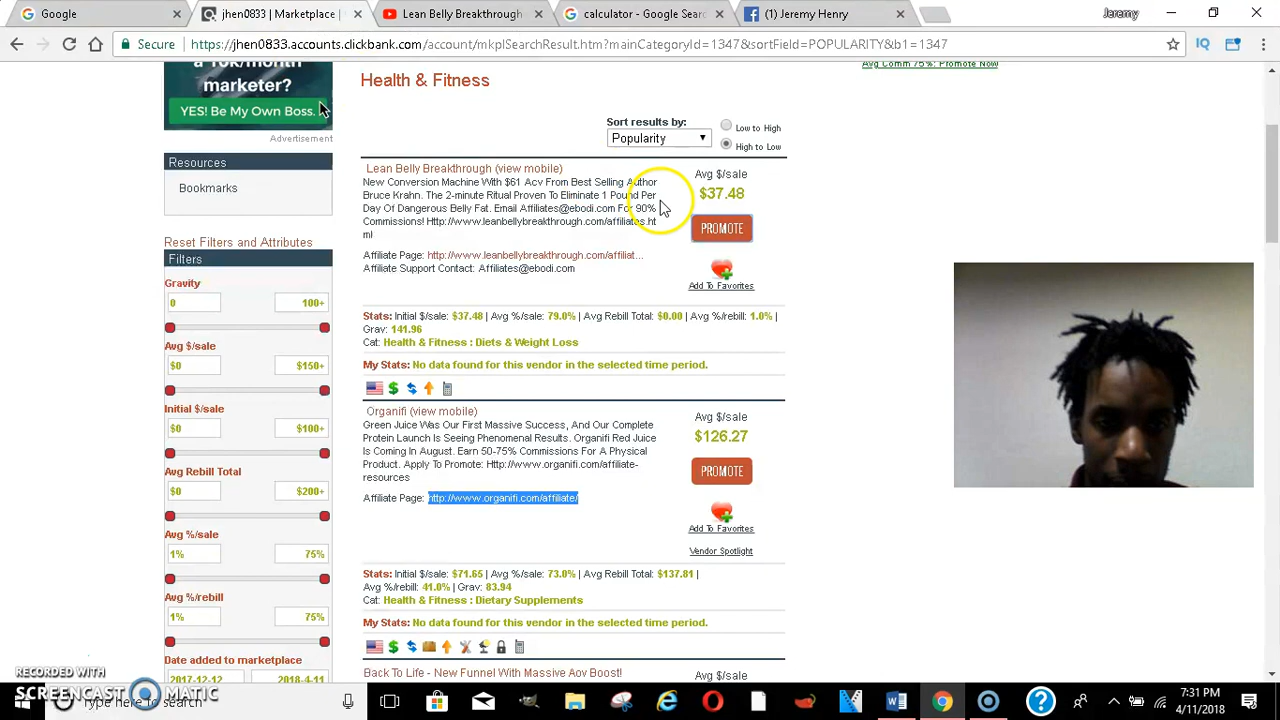 Google
jhen0833 | Marketplace |
Lean Belly Breakthrough
calculator - Google Sear
(1) Jeremy Henry
Jeremy
Secure
https://jhen0833.accounts.clickbank.com/account/mkplSearchResult.htm?mainCategoryId=1347&sortField=POPULARITY&b1=1347
Avg Comm 75%: Promote Now
a 10k/month
marketer?
YES! Be My Own Boss.
Advertisement
Resources
Bookmarks
Reset Filters and Attributes
Filters
Gravity
0
100+
Avg $/sale
$0
$150+
Initial $/sale
$0
$100+
Avg Rebill Total
$0
$200+
Avg %/sale
1%
75%
Avg %/rebill
1%
75%
Date added to marketplace
2017-12-12
2018-4-11
Health & Fitness
Sort results by:
Popularity
Low to High
High to Low
Lean Belly Breakthrough (view mobile)
New Conversion Machine With $61 Acv From Best Selling Author
Bruce Krahn. The 2-minute Ritual Proven To Eliminate 1 Pound Per
Day Of Dangerous Belly Fat. Email Affiliates@ebodi.com For 90%
Commissions! Http://www.leanbellybreakthrough.com/affiliates.ht
ml
Affiliate Page: http://www.leanbellybreakthrough.com/affiliat...
Affiliate Support Contact: Affiliates@ebodi.com
Avg $/sale
$37.48
PROMOTE
Add To Favorites
Stats: Initial $/sale: $37.48 | Avg %/sale: 79.0% | Avg Rebill Total: $0.00 | Avg %/rebill: 1.0% |
Grav: 141.96
Cat: Health & Fitness : Diets & Weight Loss
My Stats: No data found for this vendor in the selected time period.
Organifi (view mobile)
Green Juice Was Our First Massive Success, And Our Complete
Protein Launch Is Seeing Phenomenal Results. Organifi Red Juice
Is Coming In August. Earn 50-75% Commissions For A Physical
Product. Apply To Promote: Http://www.organifi.com/affiliate-
resources
Affiliate Page: http://www.organifi.com/affiliate/
Avg $/sale
$126.27
PROMOTE
Add To Favorites
Vendor Spotlight
Stats: Initial $/sale: $71.65 | Avg %/sale: 73.0% | Avg Rebill Total: $137.81 |
Avg %/rebill: 41.0% | Grav: 83.94
Cat: Health & Fitness : Dietary Supplements
My Stats: No data found for this vendor in the selected time period.
Back To Life - New Funnel With Massive Aov Boost!
Avg $/sale
RECORDED WITH
SCREENCAST MATIC
Type here to search
7:31 PM
4/11/2018